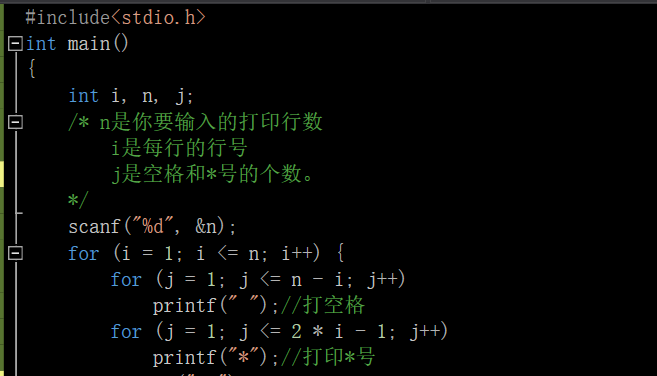 #include<stdio.h>
int main()
{
int i, n, j;
/* n是你要输入的打印行数
i是每行的行号
j是空格和*号的个数。
*/
scanf("%d", &n);
for (i = 1; i <= n; i++) {
for (j = 1; j <= n - i; j++)
printf(" ");//打空格
for (j = 1; j <= 2 * i - 1; j++)
printf("*");//打印*号